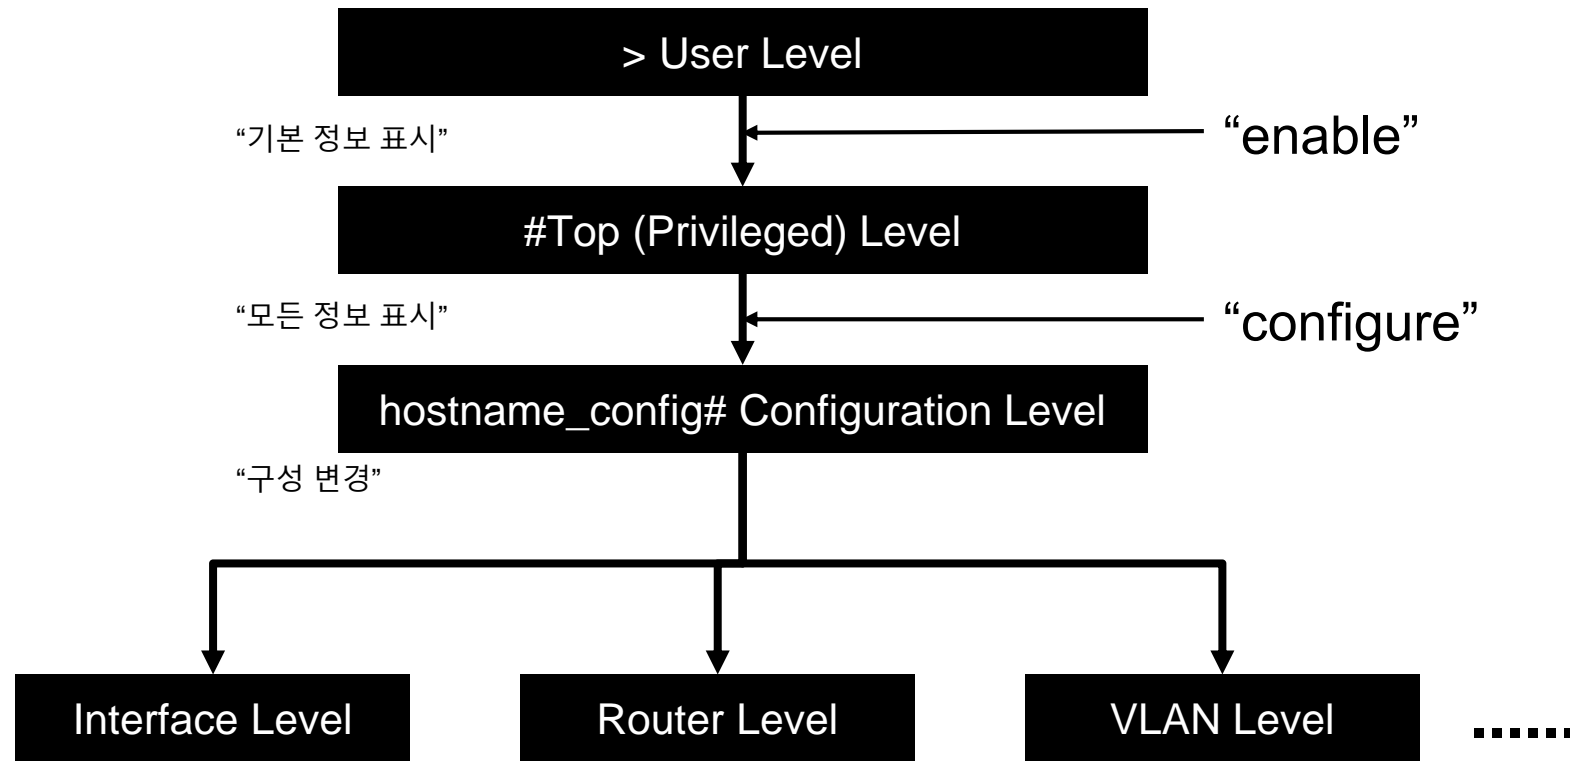 > User Level
“기본 정보 표시”
“enable”
#Top (Privileged) Level
“모든 정보 표시”
“configure”
hostname_config# Configuration Level
“구성 변경”
Interface Level
Router Level
VLAN Level